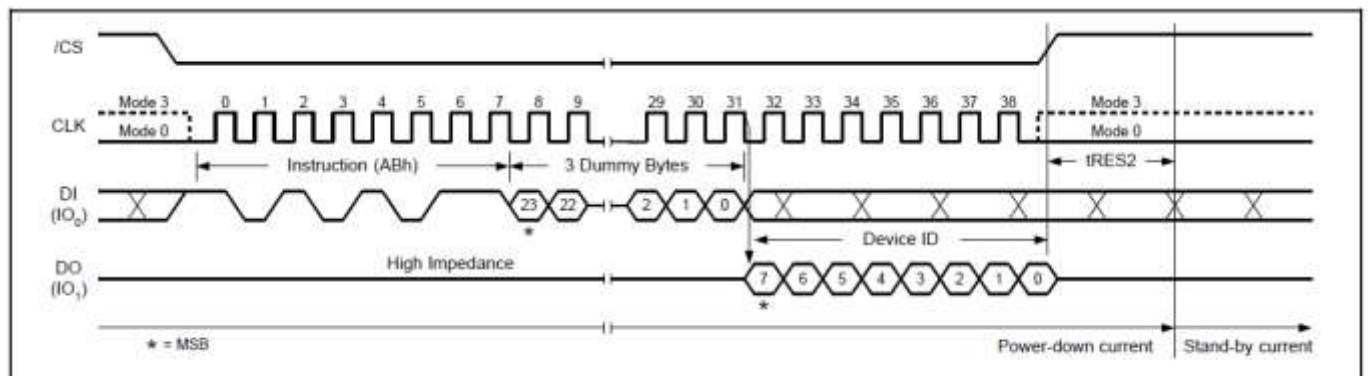 /CS
Mode 3 0 1 2 3 4 5 6 7 8 9 29 30 31 32 33 34 35 36 37 38 Mode 3
CLK Mode 0 Mode 0
Instruction (ABh) 3 Dummy Bytes tRES2
DI
(IO0) 23 22 2 1 0
* Device ID
DO High Impedance
(IO1) 7 6 5 4 3 2 1 0
*
* = MSB Power-down current Stand-by current